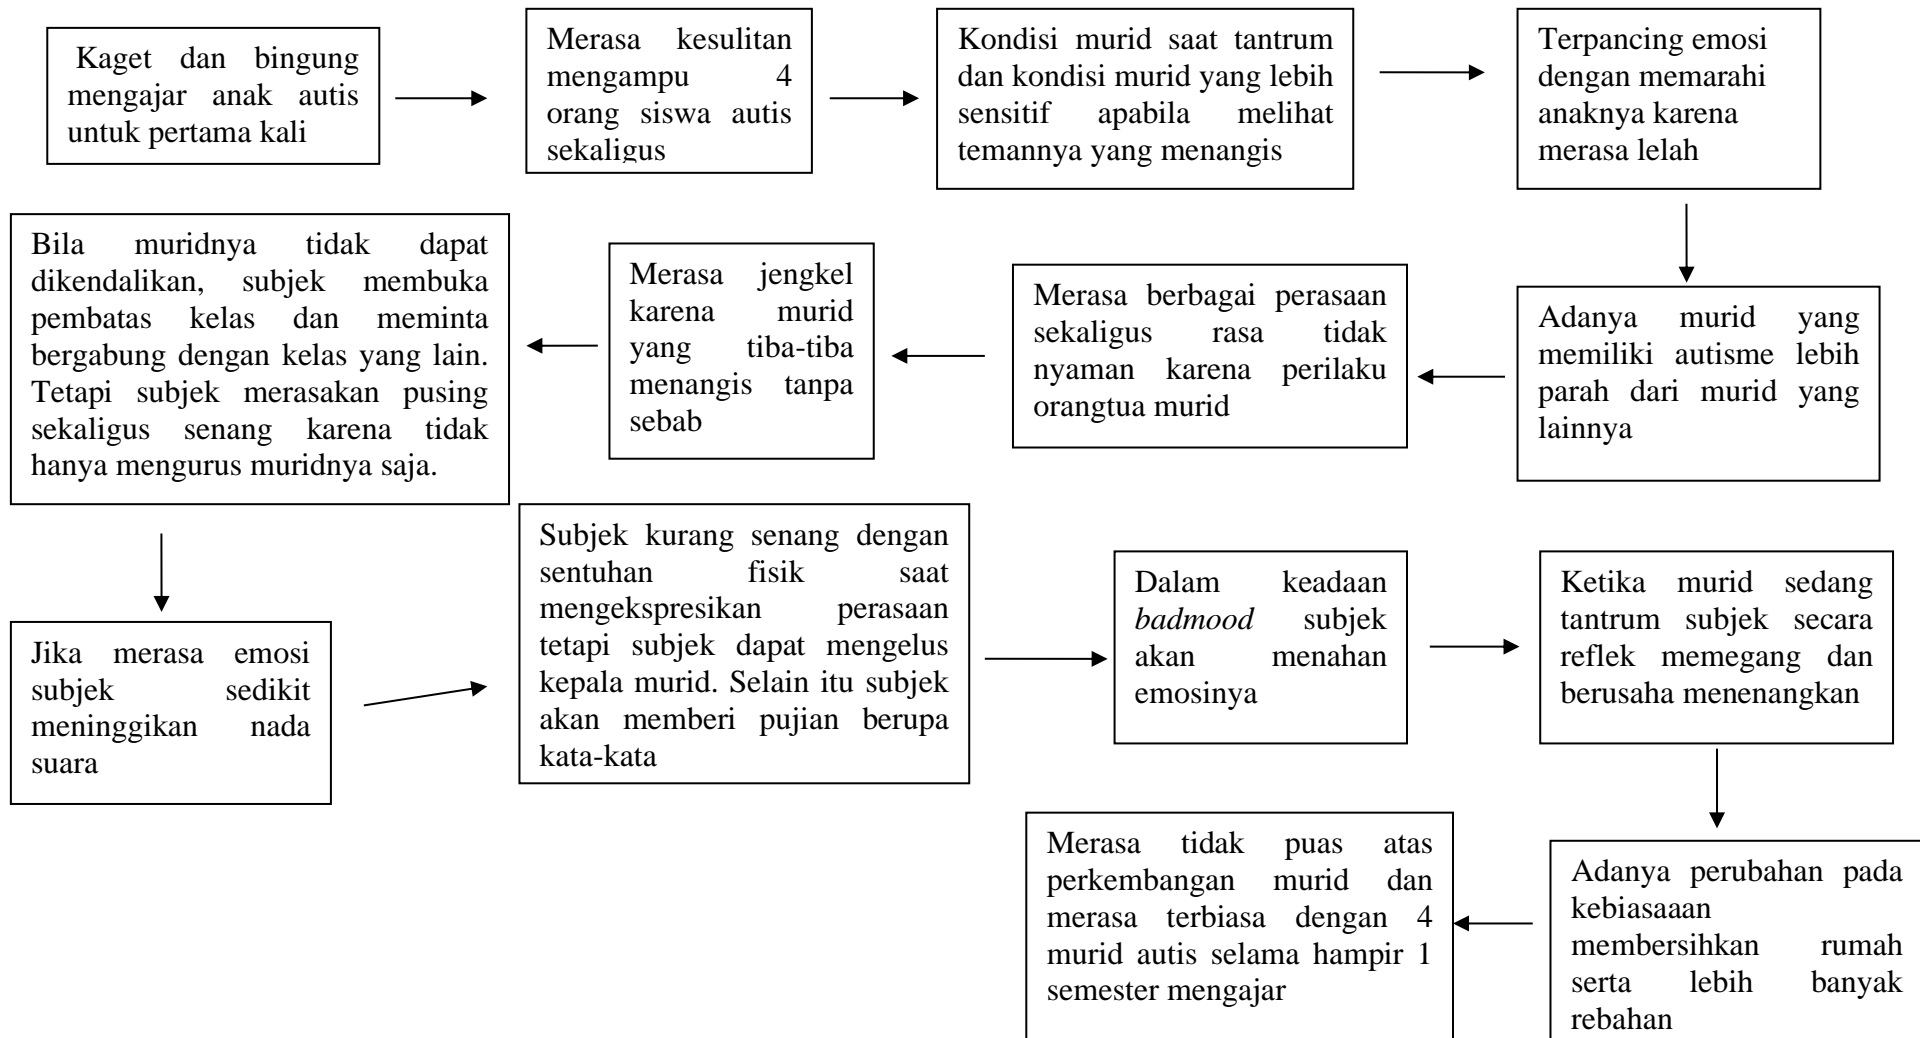 Kaget dan bingung
mengajar anak autis
untuk pertama kali
Merasa kesulitan
mengampu 4
orang siswa autis
sekaligus
Kondisi murid saat tantrum
dan kondisi murid yang lebih
sensitif apabila melihat
temannya yang menangis
Terpancing emosi
dengan memarahi
anaknya karena
merasa lelah
Adanya murid yang
memiliki autisme lebih
parah dari murid yang
lainnya
Merasa berbagai perasaan
sekaligus rasa tidak
nyaman karena perilaku
orangtua murid
Merasa jengkel
karena murid
yang tiba-tiba
menangis tanpa
sebab
Bila muridnya tidak dapat
dikendalikan, subjek membuka
pembatas kelas dan meminta
bergabung dengan kelas yang lain.
Tetapi subjek merasakan pusing
sekaligus senang karena tidak
hanya mengurus muridnya saja.
Jika merasa emosi
subjek sedikit
meninggikan nada
suara
Subjek kurang senang dengan
sentuhan fisik saat
mengekspresikan perasaan
tetapi subjek dapat mengelus
kepala murid. Selain itu subjek
akan memberi pujian berupa
kata-kata
Dalam keadaan
badmood subjek
akan menahan
emosinya
Ketika murid sedang
tantrum subjek secara
reflek memegang dan
berusaha menenangkan
Adanya perubahan pada
kebiasaaan
membersihkan rumah
serta lebih banyak
rebahan
Merasa tidak puas atas
perkembangan murid dan
merasa terbiasa dengan 4
murid autis selama hampir 1
semester mengajar